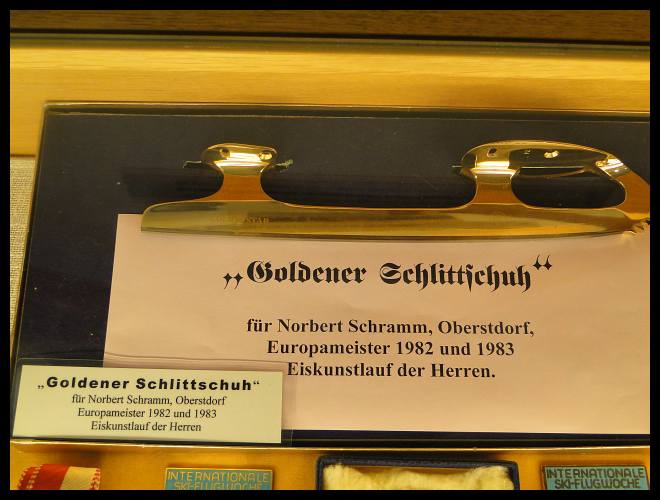 „Goldener Schlittschuh“
für Norbert Schramm, Oberstdorf,
Europameister 1982 und 1983
Eiskunstlauf der Herren.
„Goldener Schlittschuh“
für Norbert Schramm, Oberstdorf
Europameister 1982 und 1983
Eiskunstlauf der Herren
INTERNATIONALE
SKI-FLUGWOCHE
INTERNATIONALE
SKI-FLUGWOCHE